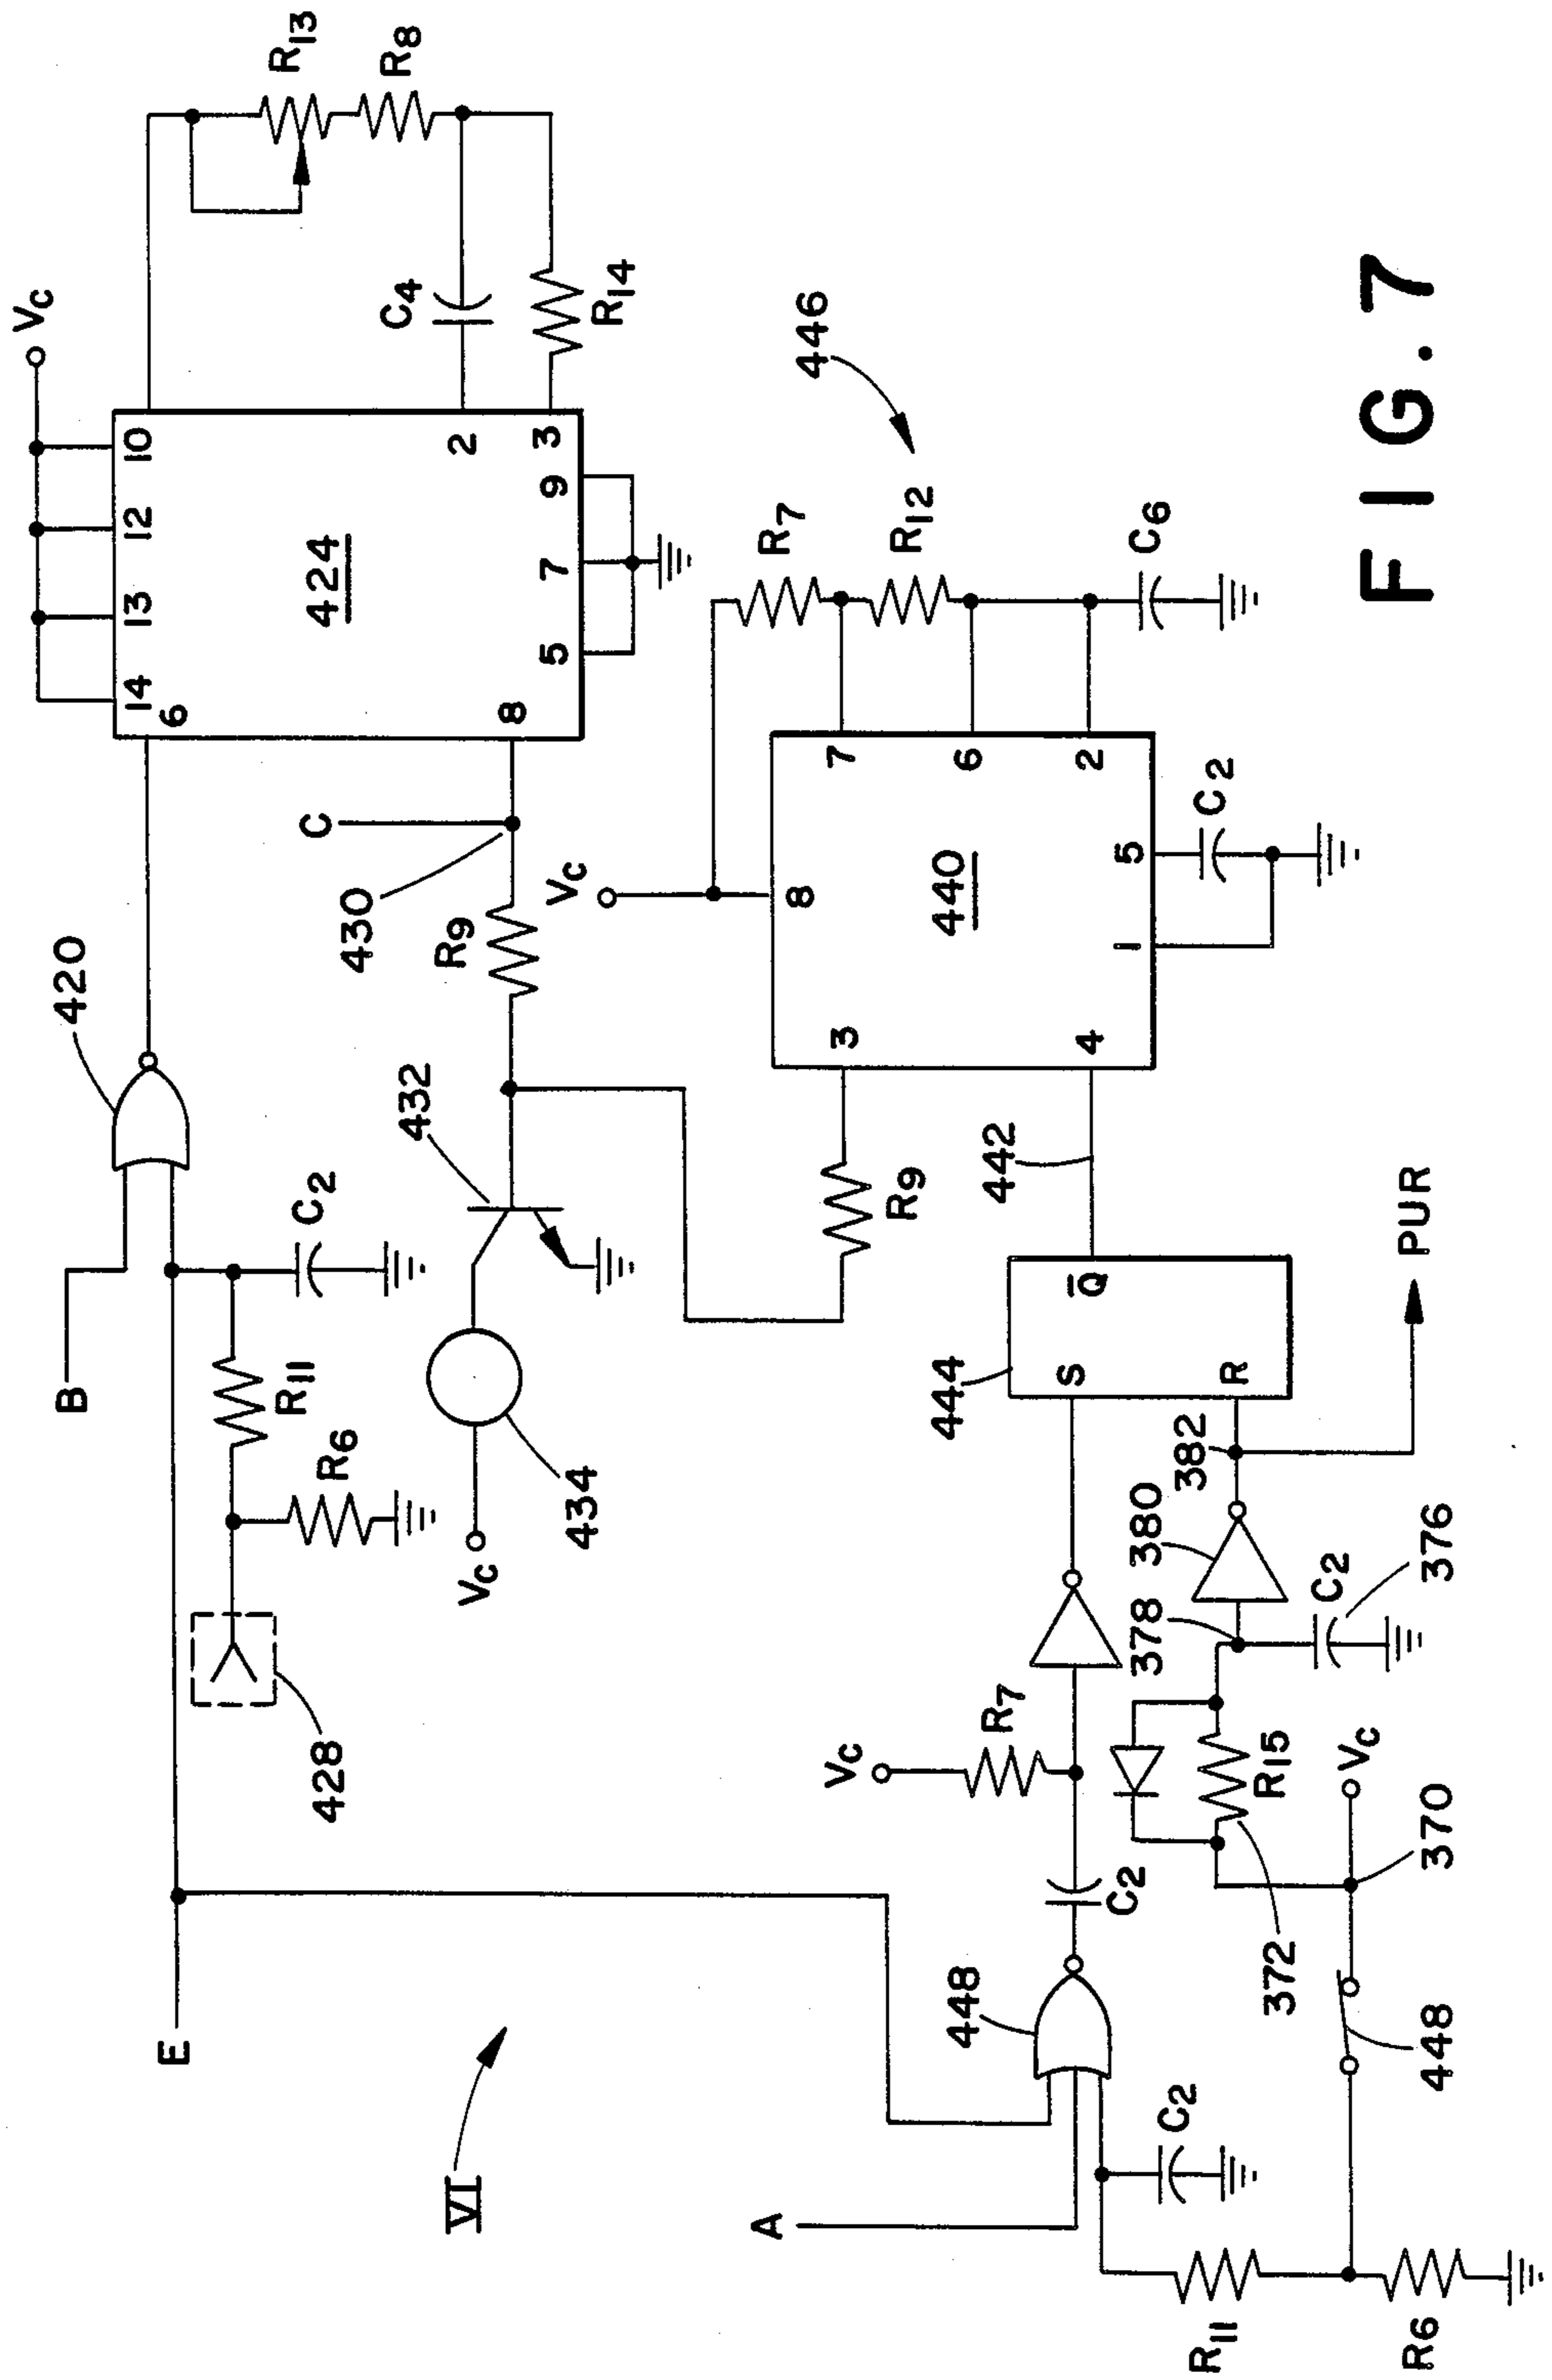 Vc
R13
R8
C4
R14
14
13
12
10
6
424
2
3
8
5
7
9
420
B
C2
R11
R6
428
E
C
430
R9
432
434
Vc
VI
446
Vc
R7
R12
C6
8
7
6
2
3
4
440
1
5
C2
R9
442
444
S
R
Q̅
PUR
382
380
378
C2
376
R7
Vc
R15
372
Vc
370
448
C2
448
A
C2
R11
R6
FIG. 7